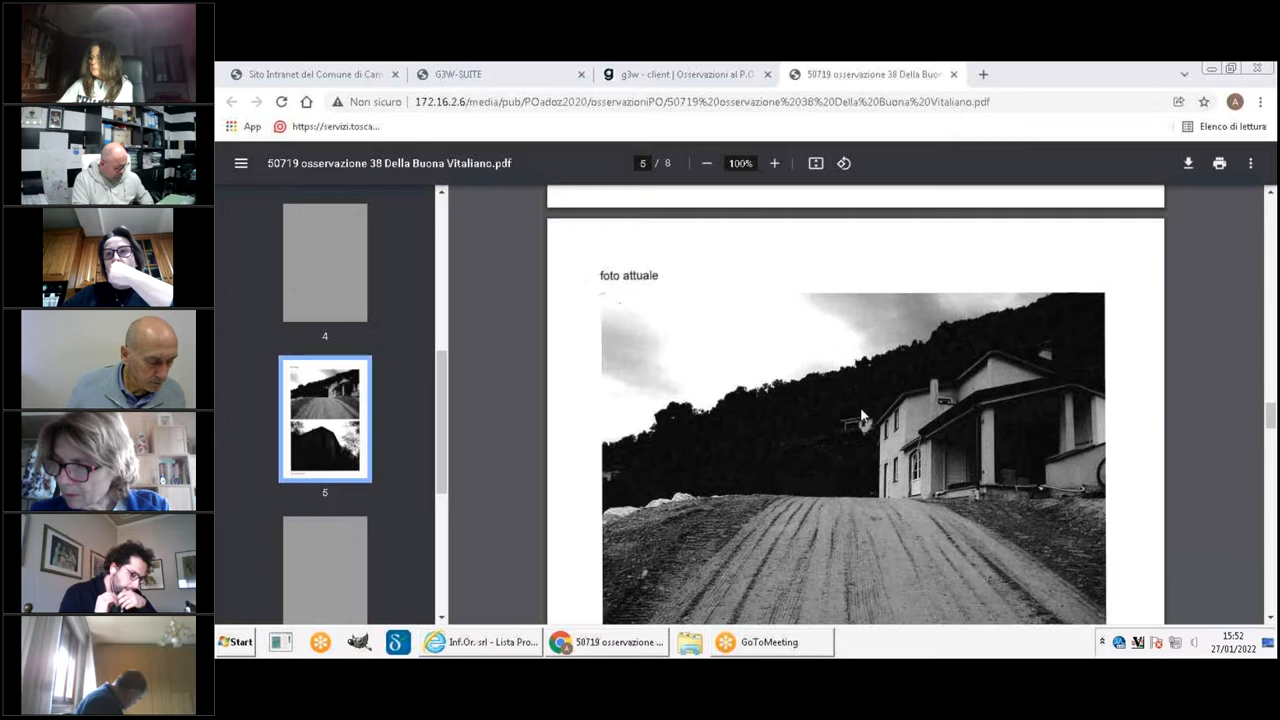 Sito Intranet del Comune di Carr
G3W-SUITE
g3w - client | Osservazioni al P.O
50719 osservazione 38 Della Buon
Non sicuro
172.16.2.6/media/pub/POadoz2020/osservazioniPO/50719%20osservazione%2038%20Della%20Buona%20Vitaliano.pdf
App
https://servizi.tosca...
Elenco di lettura
50719 osservazione 38 Della Buona Vitaliano.pdf
5 / 8
100%
4
5
foto attuale
Start
Inf.Or. srl - Lista Pro...
50719 osservazione ...
GoToMeeting
15:52
27/01/2022